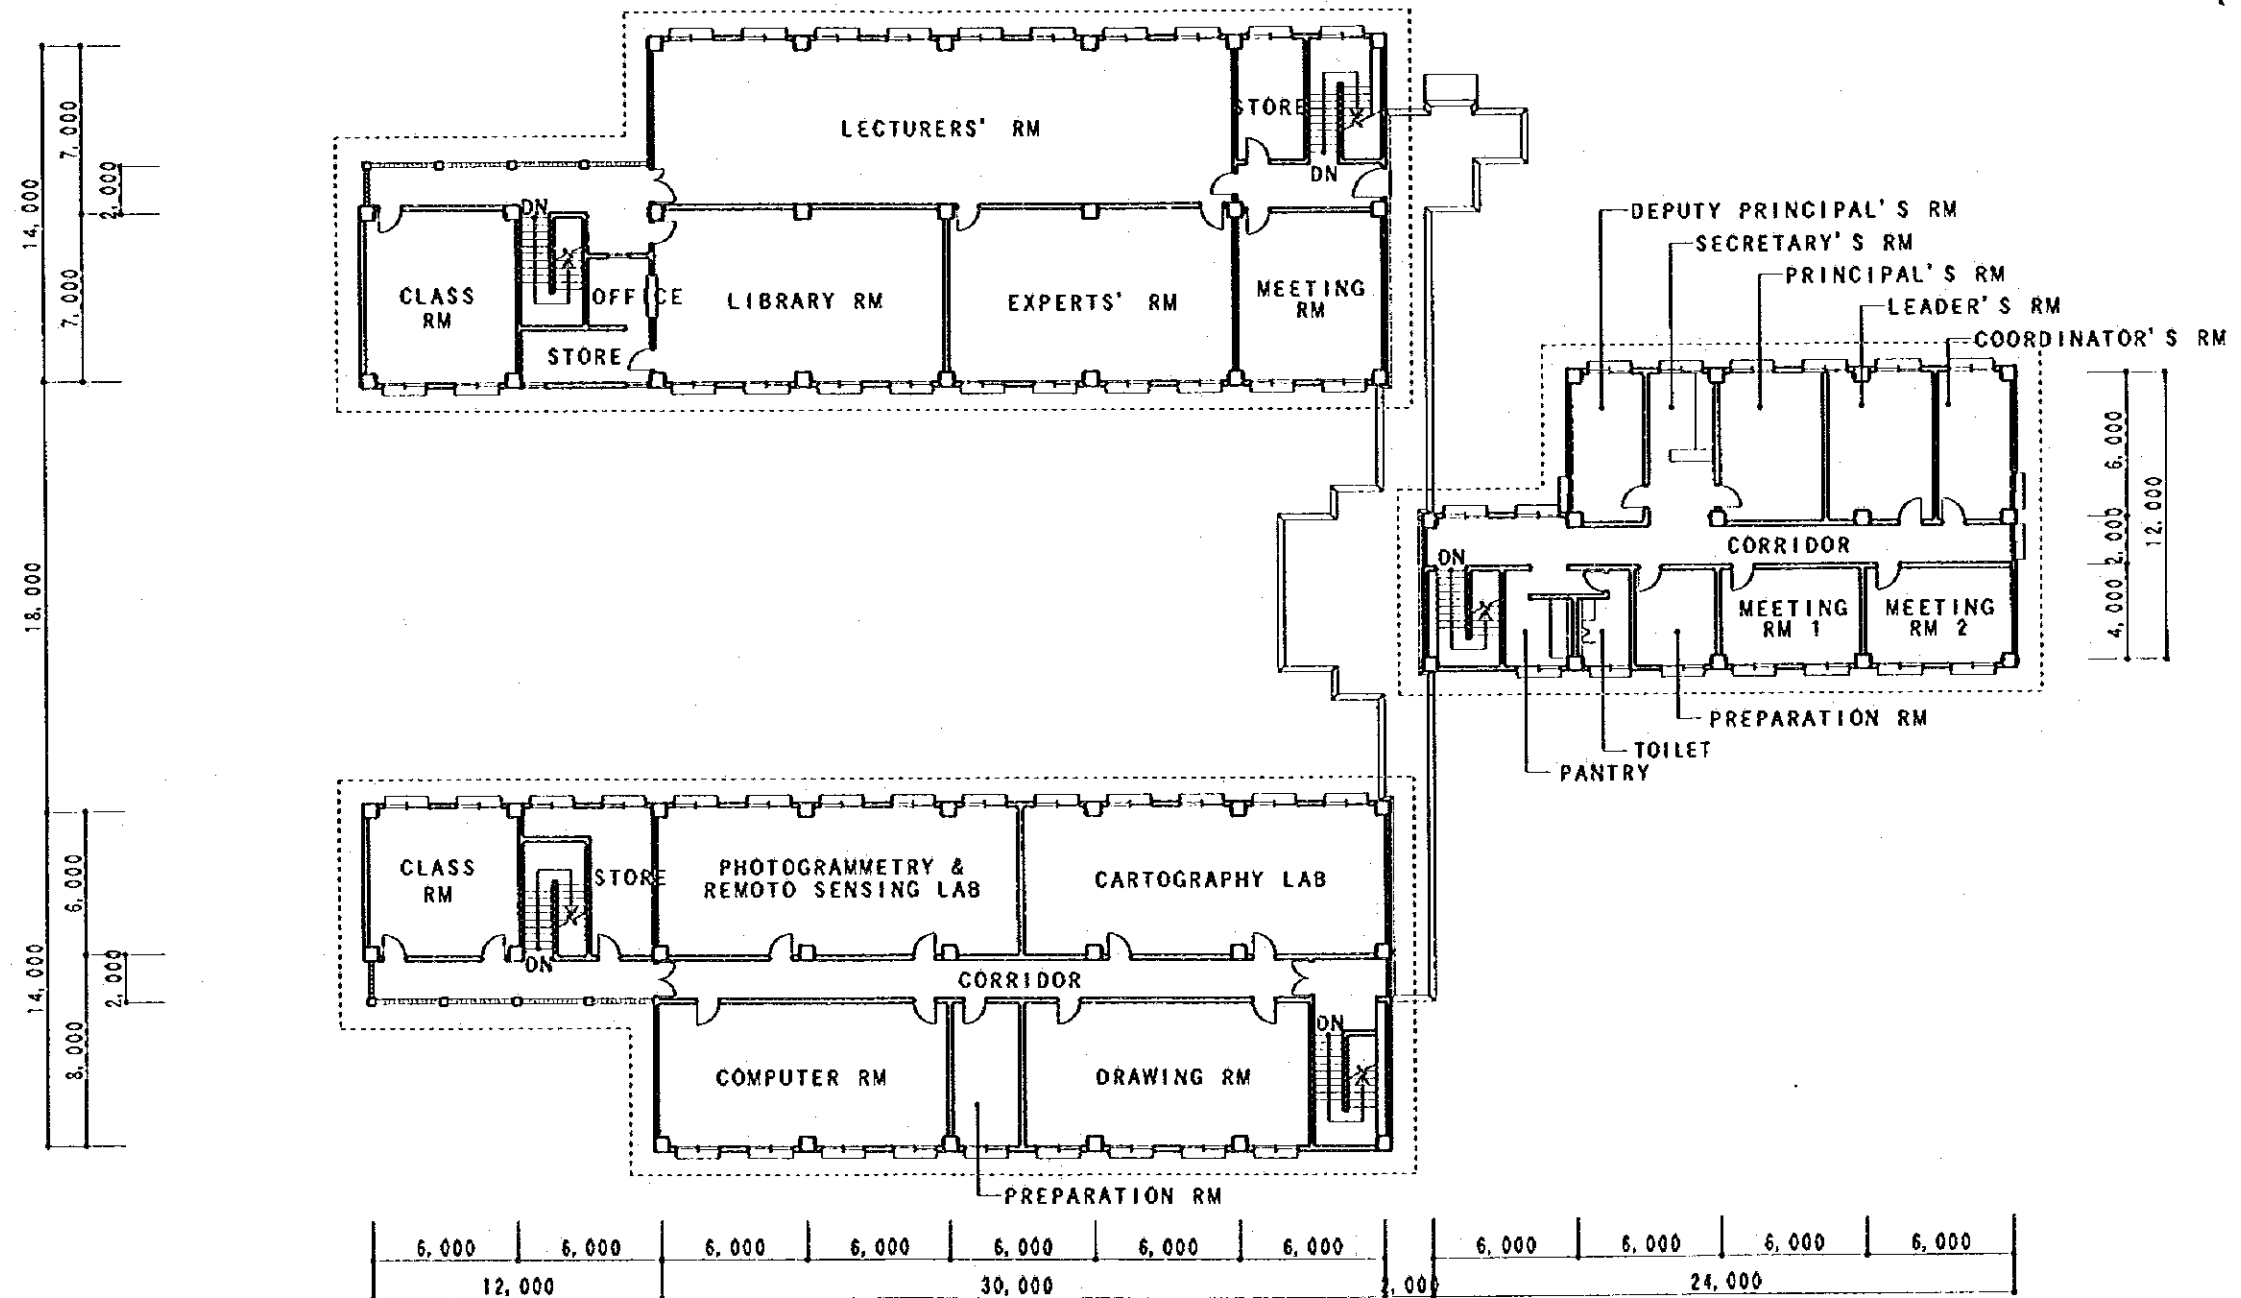 7,000
14,000
2,000
7,000
LECTURERS' RM
STORE
DN
DN
CLASS
RM
OFFICE
LIBRARY RM
EXPERTS' RM
MEETING
RM
STORE
DEPUTY PRINCIPAL'S RM
SECRETARY'S RM
PRINCIPAL'S RM
LEADER'S RM
COORDINATOR'S RM
6,000
2,000
4,000
12,000
CORRIDOR
DN
MEETING
RM 1
MEETING
RM 2
PREPARATION RM
TOILET
PANTRY
18,000
6,000
14,000
2,000
8,000
CLASS
RM
STORE
PHOTOGRAMMETRY &
REMOTO SENSING LAB
CARTOGRAPHY LAB
DN
CORRIDOR
DN
COMPUTER RM
DRAWING RM
PREPARATION RM
6,000 6,000 6,000 6,000 6,000 6,000 6,000 6,000 6,000 6,000 6,000
12,000 30,000 2,000 24,000